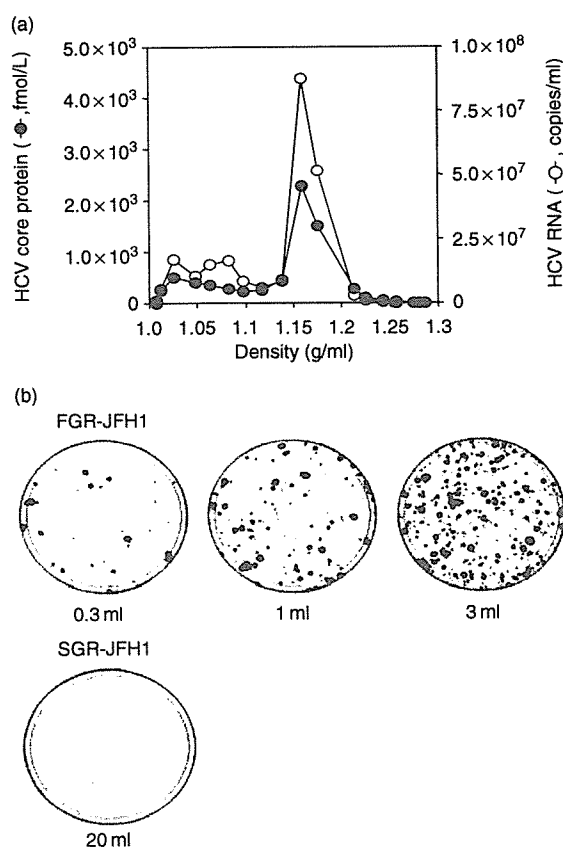 (a)
HCV core protein (-●-,fmol/L)
5.0×10³
4.0×10³
3.0×10³
2.0×10³
1.0×10³
0
1.0×10⁸
7.5×10⁷
5.0×10⁷
2.5×10⁷
0
HCV RNA (-○-, copies/ml)
1.0 1.05 1.1 1.15 1.2 1.25 1.3
Density (g/ml)
(b)
FGR-JFH1
0.3 ml 1 ml 3 ml
SGR-JFH1
20 ml